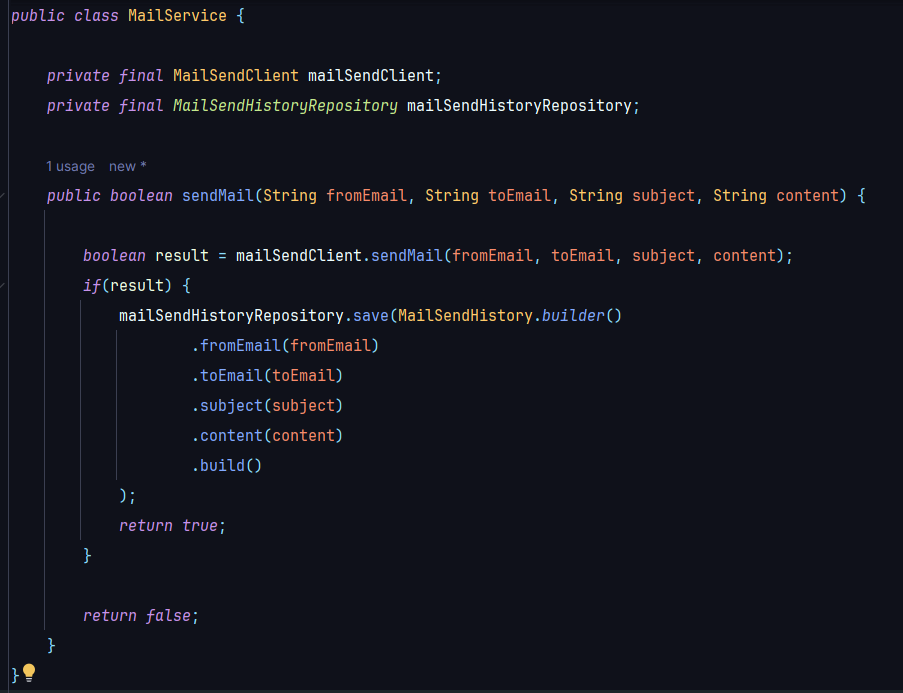 public class MailService {
private final MailSendClient mailSendClient;
private final MailSendHistoryRepository mailSendHistoryRepository;
1 usage new *
public boolean sendMail(String fromEmail, String toEmail, String subject, String content) {
boolean result = mailSendClient.sendMail(fromEmail, toEmail, subject, content);
if(result) {
mailSendHistoryRepository.save(MailSendHistory.builder()
.fromEmail(fromEmail)
.toEmail(toEmail)
.subject(subject)
.content(content)
.build()
);
return true;
}
return false;
}
}